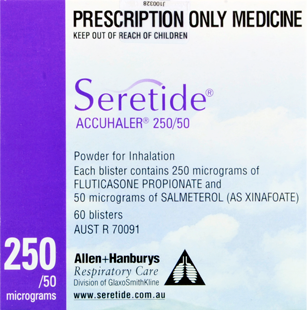 PRESCRIPTION ONLY MEDICINE
KEEP OUT OF REACH OF CHILDREN
Seretide®
ACCUHALER® 250/50
Powder for Inhalation
Each blister contains 250 micrograms of
FLUTICASONE PROPIONATE and
50 micrograms of SALMETEROL (AS XINAFOATE)
60 blisters
AUST R 70091
250
/50
micrograms
Allen+Hanburys
Respiratory Care
Division of GlaxoSmithKline
www.seretide.com.au